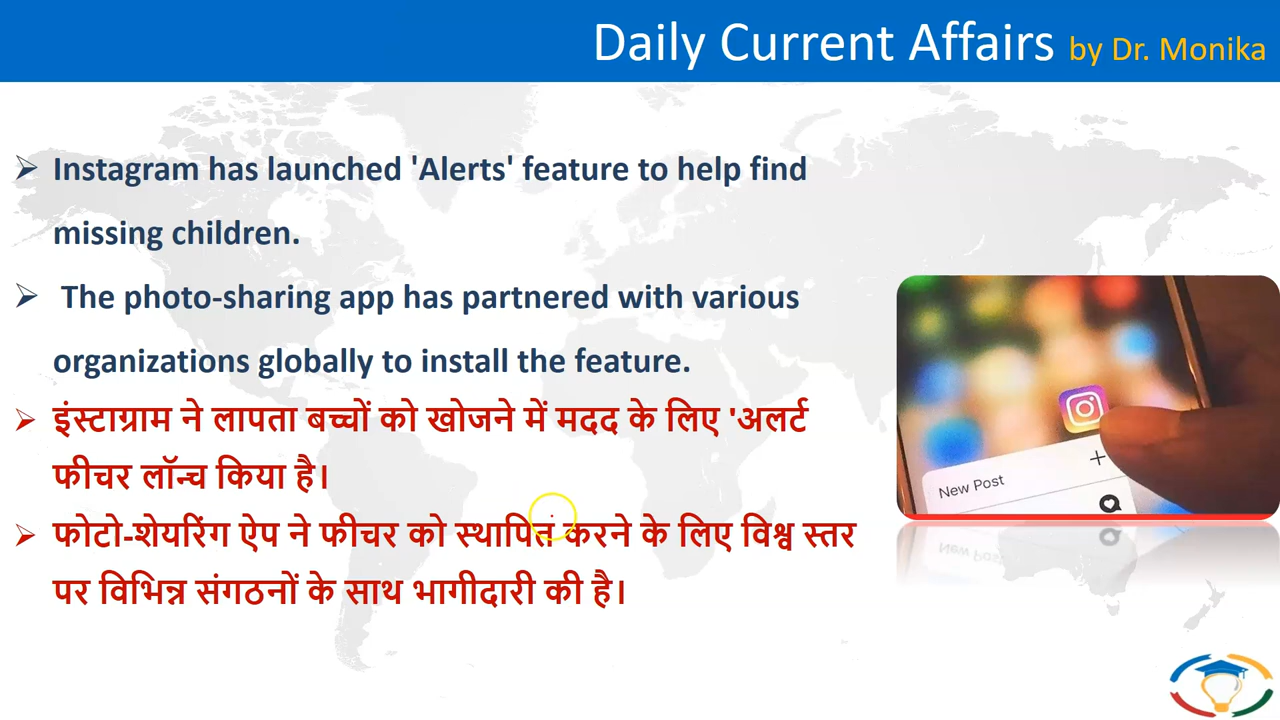 Daily Current Affairs by Dr. Monika
➢ Instagram has launched 'Alerts' feature to help find
missing children.
➢ The photo-sharing app has partnered with various
organizations globally to install the feature.
➢ इंस्टाग्राम ने लापता बच्चों को खोजने में मदद के लिए 'अलर्ट
फीचर लॉन्च किया है।
➢ फोटो-शेयरिंग ऐप ने फीचर को स्थापित करने के लिए विश्व स्तर
पर विभिन्न संगठनों के साथ भागीदारी की है।
New Post